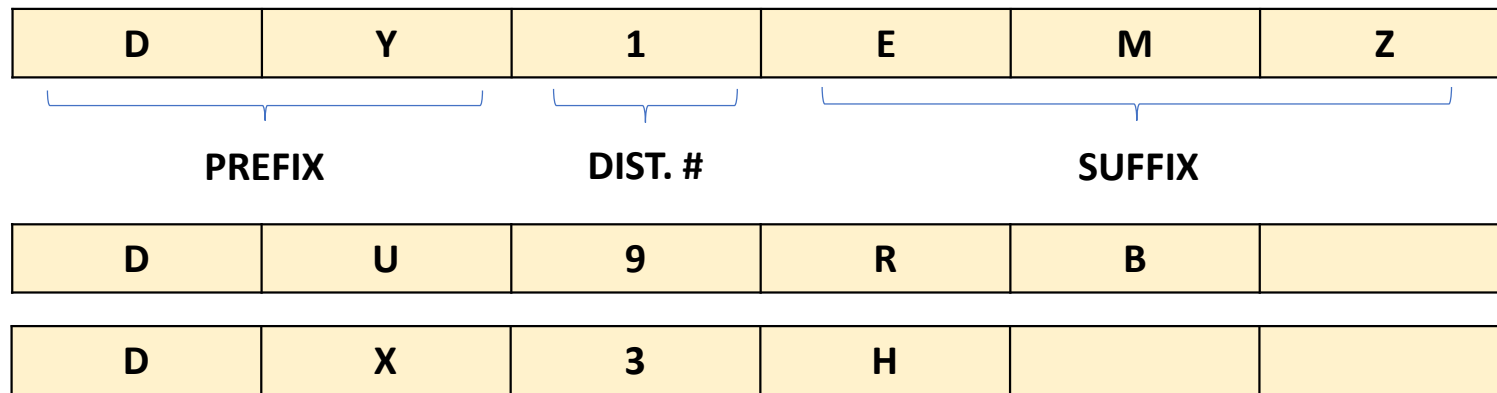 D Y 1 E M Z
PREFIX DIST. # SUFFIX
D U 9 R B
D X 3 H